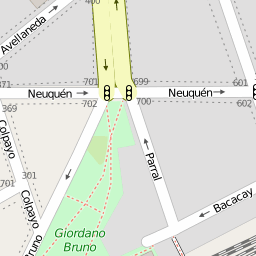 400
Avellaneda
701
699
601
Neuquén
Neuquén
369
702
700
602
Colpayo
Parral
301
701
Colpayo
Bacacay
Giordano
Bruno
Bruno